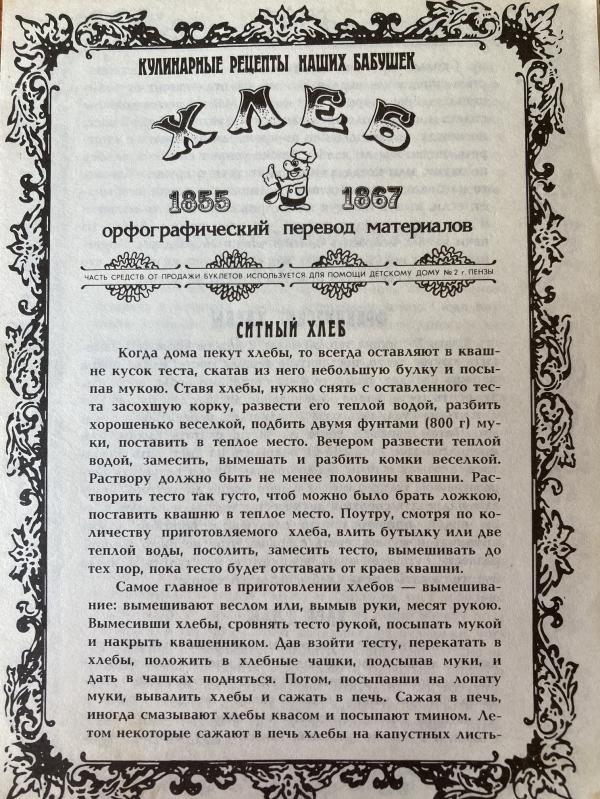 КУЛИНАРНЫЕ РЕЦЕПТЫ НАШИХ БАБУШЕК
ХЛЕБ
1855 1867
орфографический перевод материалов
ЧАСТЬ СРЕДСТВ ОТ ПРОДАЖИ БУКЛЕТОВ ИСПОЛЬЗУЕТСЯ ДЛЯ ПОМОЩИ ДЕТСКОМУ ДОМУ №2 г. ПЕНЗЫ
СИТНЫЙ ХЛЕБ
Когда дома пекут хлебы, то всегда оставляют в кваш-
не кусок теста, скатав из него небольшую булку и посы-
пав мукою. Ставя хлебы, нужно снять с оставленного тес-
та засохшую корку, развести его теплой водой, разбить
хорошенько веселкой, подбить двумя фунтами (800 г) му-
ки, поставить в теплое место. Вечером развести теплой
водой, замесить, вымешать и разбить комки веселкой.
Раствору должно быть не менее половины квашни. Рас-
творить тесто так густо, чтоб можно было брать ложкою,
поставить квашню в теплое место. Поутру, смотря по ко-
личеству приготовляемого хлеба, влить бутылку или две
теплой воды, посолить, замесить тесто, вымешивать до
тех пор, пока тесто будет отставать от краев квашни.
Самое главное в приготовлении хлебов — вымешива-
ние: вымешивают веслом или, вымыв руки, месят рукою.
Вымесивши хлебы, сровнять тесто рукой, посыпать мукой
и накрыть квашенником. Дав взойти тесту, перекатать в
хлебы, положить в хлебные чашки, подсыпав муки, и
дать в чашках подняться. Потом, посыпавши на лопату
муки, вывалить хлебы и сажать в печь. Сажая в печь,
иногда смазывают хлебы квасом и посыпают тмином. Ле-
том некоторые сажают в печь хлебы на капустных листь-